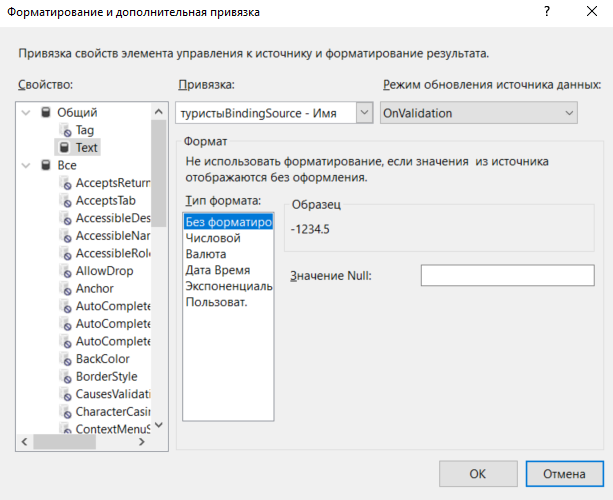 Форматирование и дополнительная привязка
Привязка свойств элемента управления к источнику и форматирование результата.
Свойство:
Общий
Tag
Text
Все
AcceptsReturn
AcceptsTab
AccessibleDes
AccessibleNar
AccessibleRole
AllowDrop
Anchor
AutoComplete
AutoComplete
AutoComplete
BackColor
BorderStyle
CausesValidati
CharacterCasir
ContextMenuS
Привязка:
туристыBindingSource - Имя
Режим обновления источника данных:
OnValidation
Формат
Не использовать форматирование, если значения из источника
отображаются без оформления.
Тип формата:
Без форматиро
Числовой
Валюта
Дата Время
Экспоненциаль
Пользоват.
Образец
-1234.5
Значение Null:
ОК
Отмена